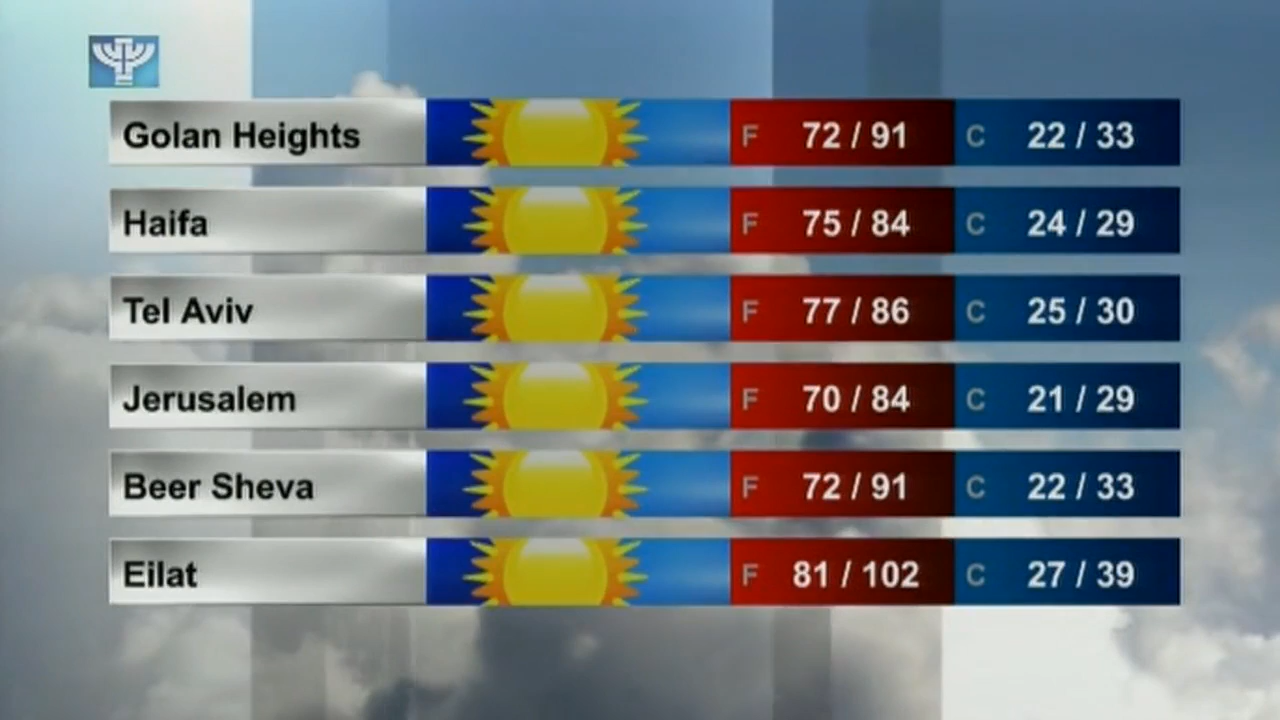 Golan Heights F 72 / 91 C 22 / 33
Haifa F 75 / 84 C 24 / 29
Tel Aviv F 77 / 86 C 25 / 30
Jerusalem F 70 / 84 C 21 / 29
Beer Sheva F 72 / 91 C 22 / 33
Eilat F 81 / 102 C 27 / 39